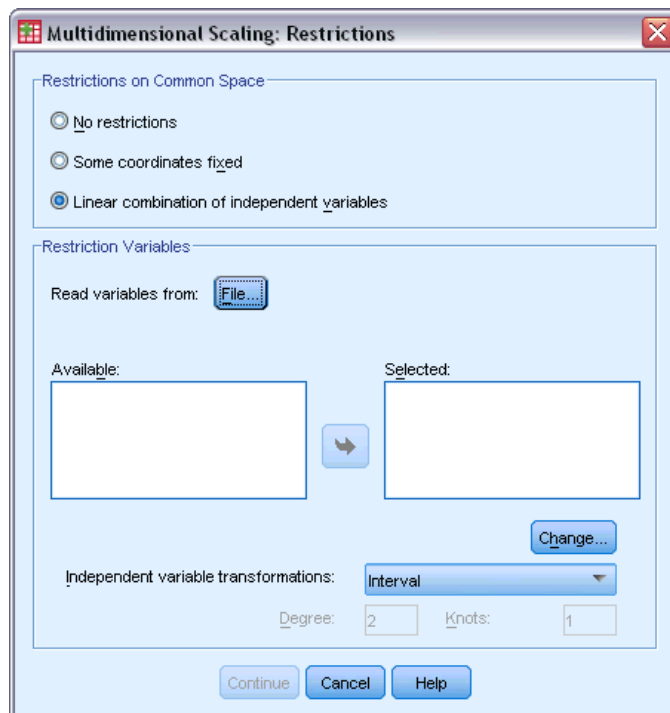 Multidimensional Scaling: Restrictions
Restrictions on Common Space
No restrictions
Some coordinates fixed
Linear combination of independent variables
Restriction Variables
Read variables from: File...
Available: Selected:
Change...
Independent variable transformations: Interval
Degree: 2 Knots: 1
Continue Cancel Help